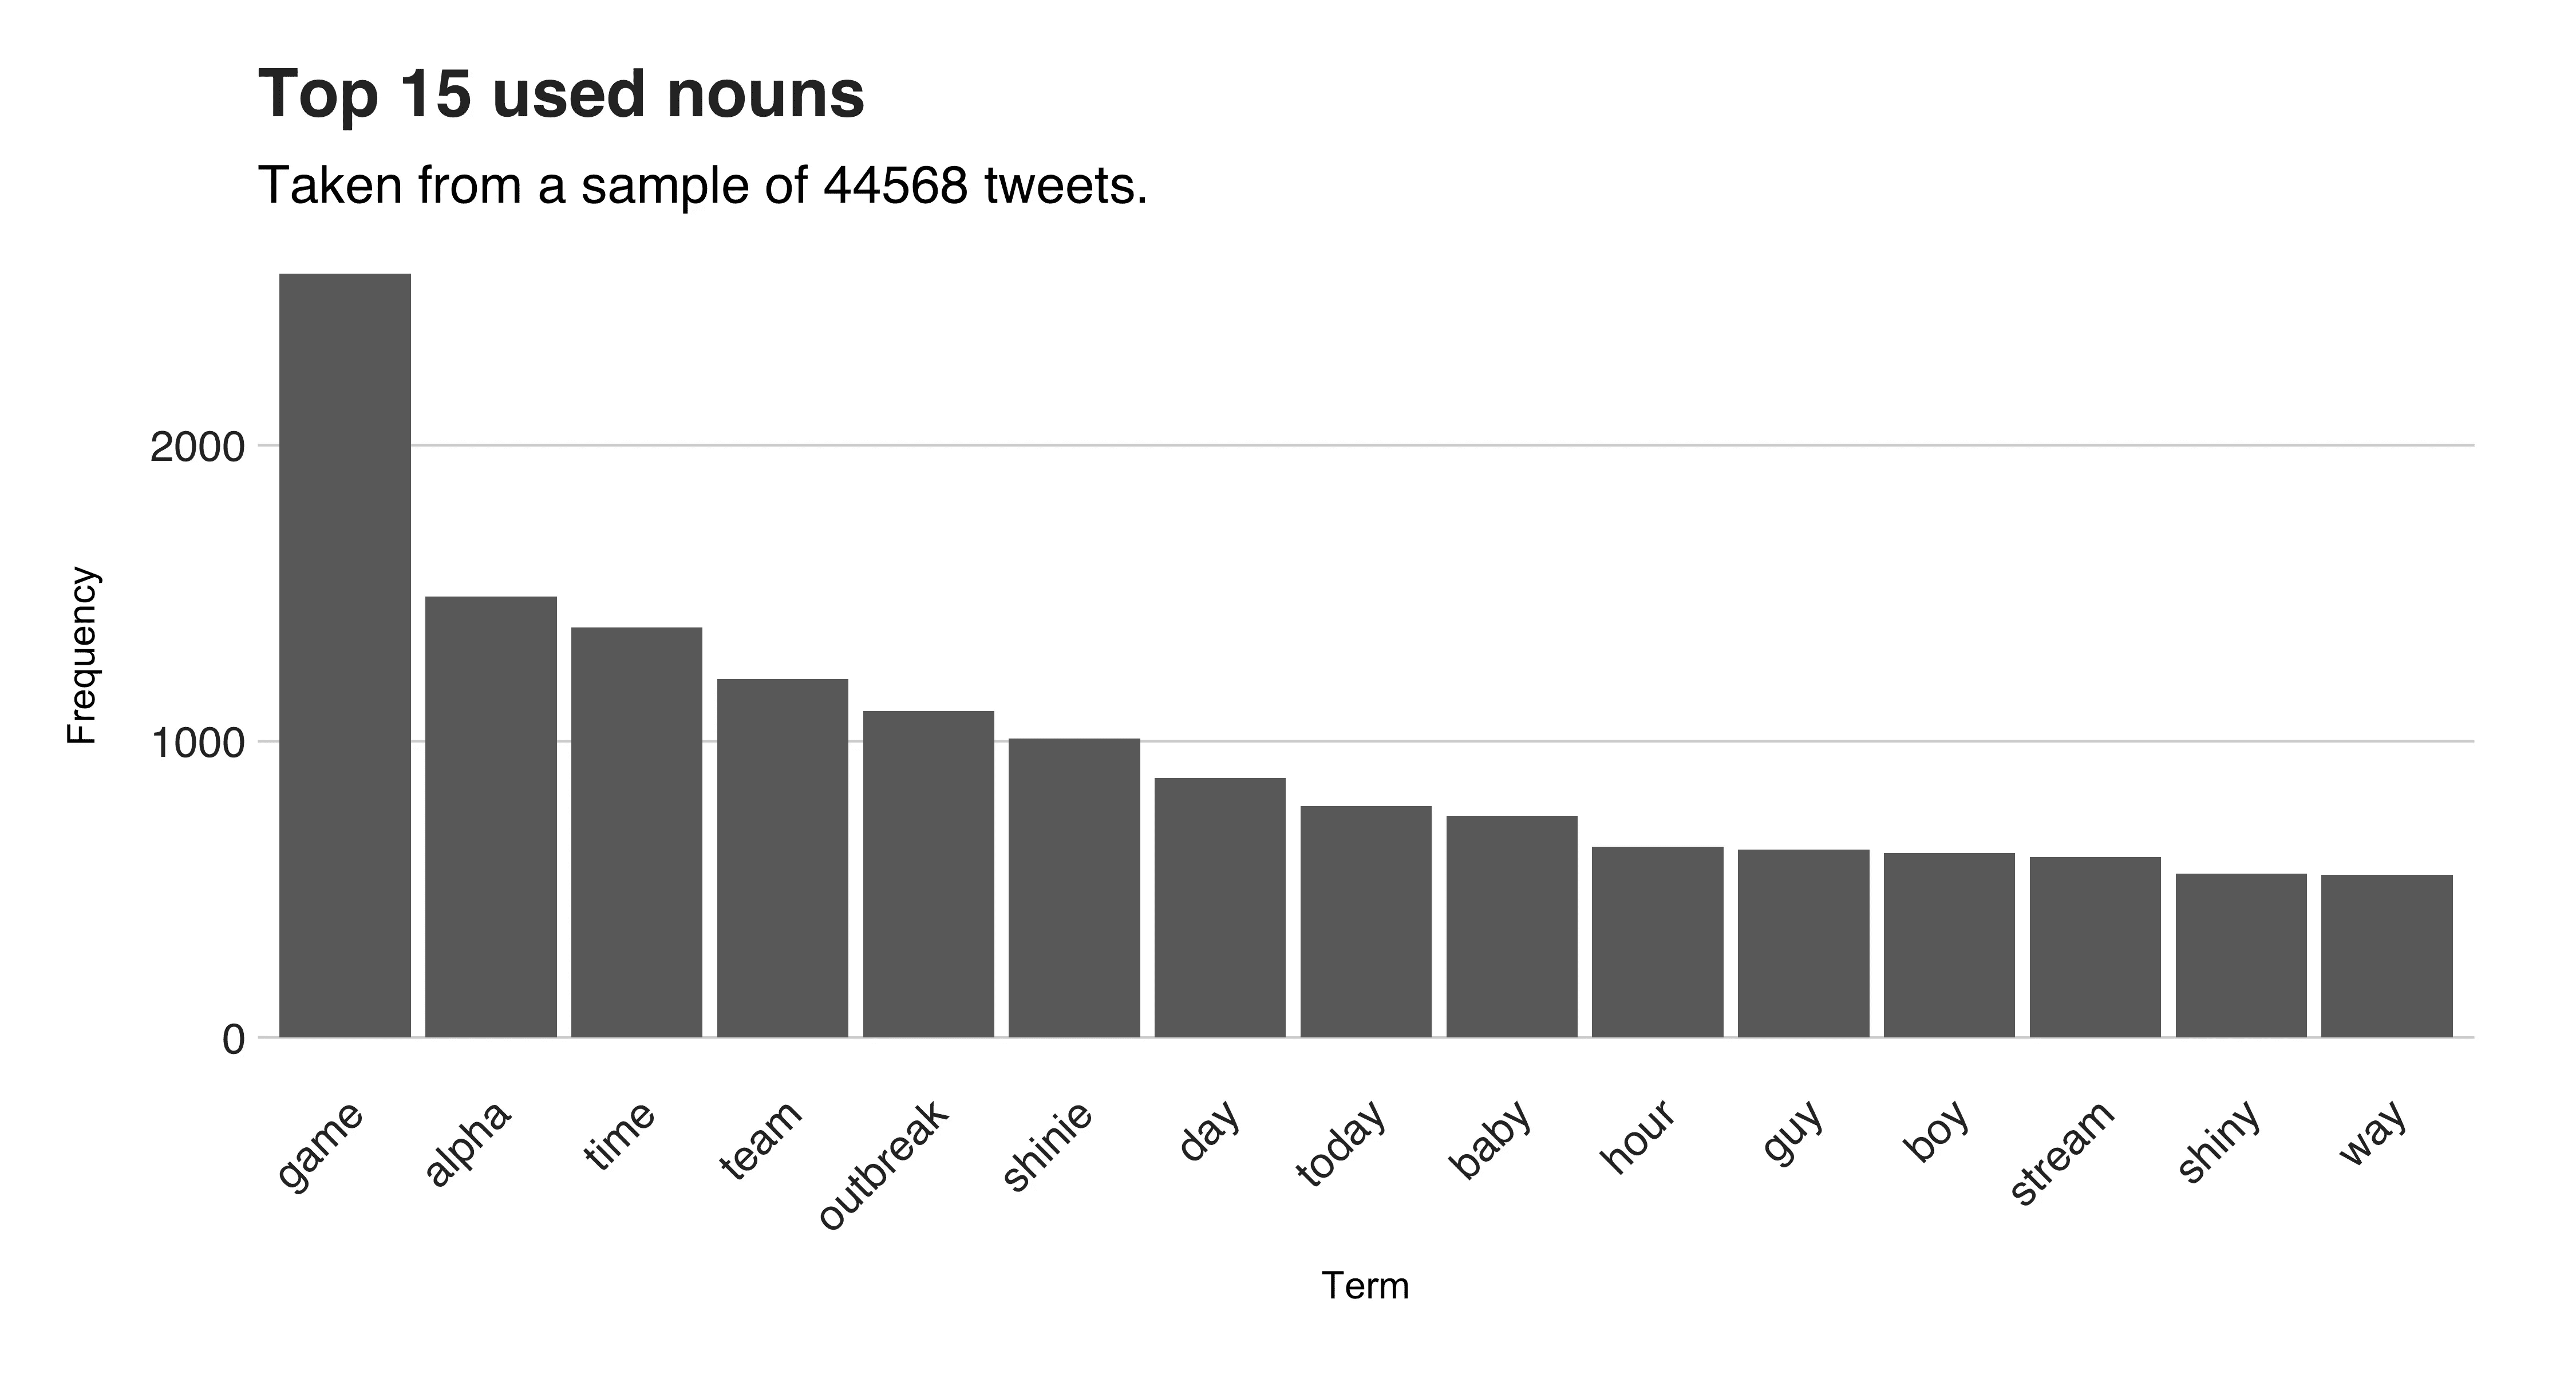 Top 15 used nouns
Taken from a sample of 44568 tweets.
2000
1000
0
Frequency
game
alpha
time
team
outbreak
shinie
day
today
baby
hour
guy
boy
stream
shiny
way
Term